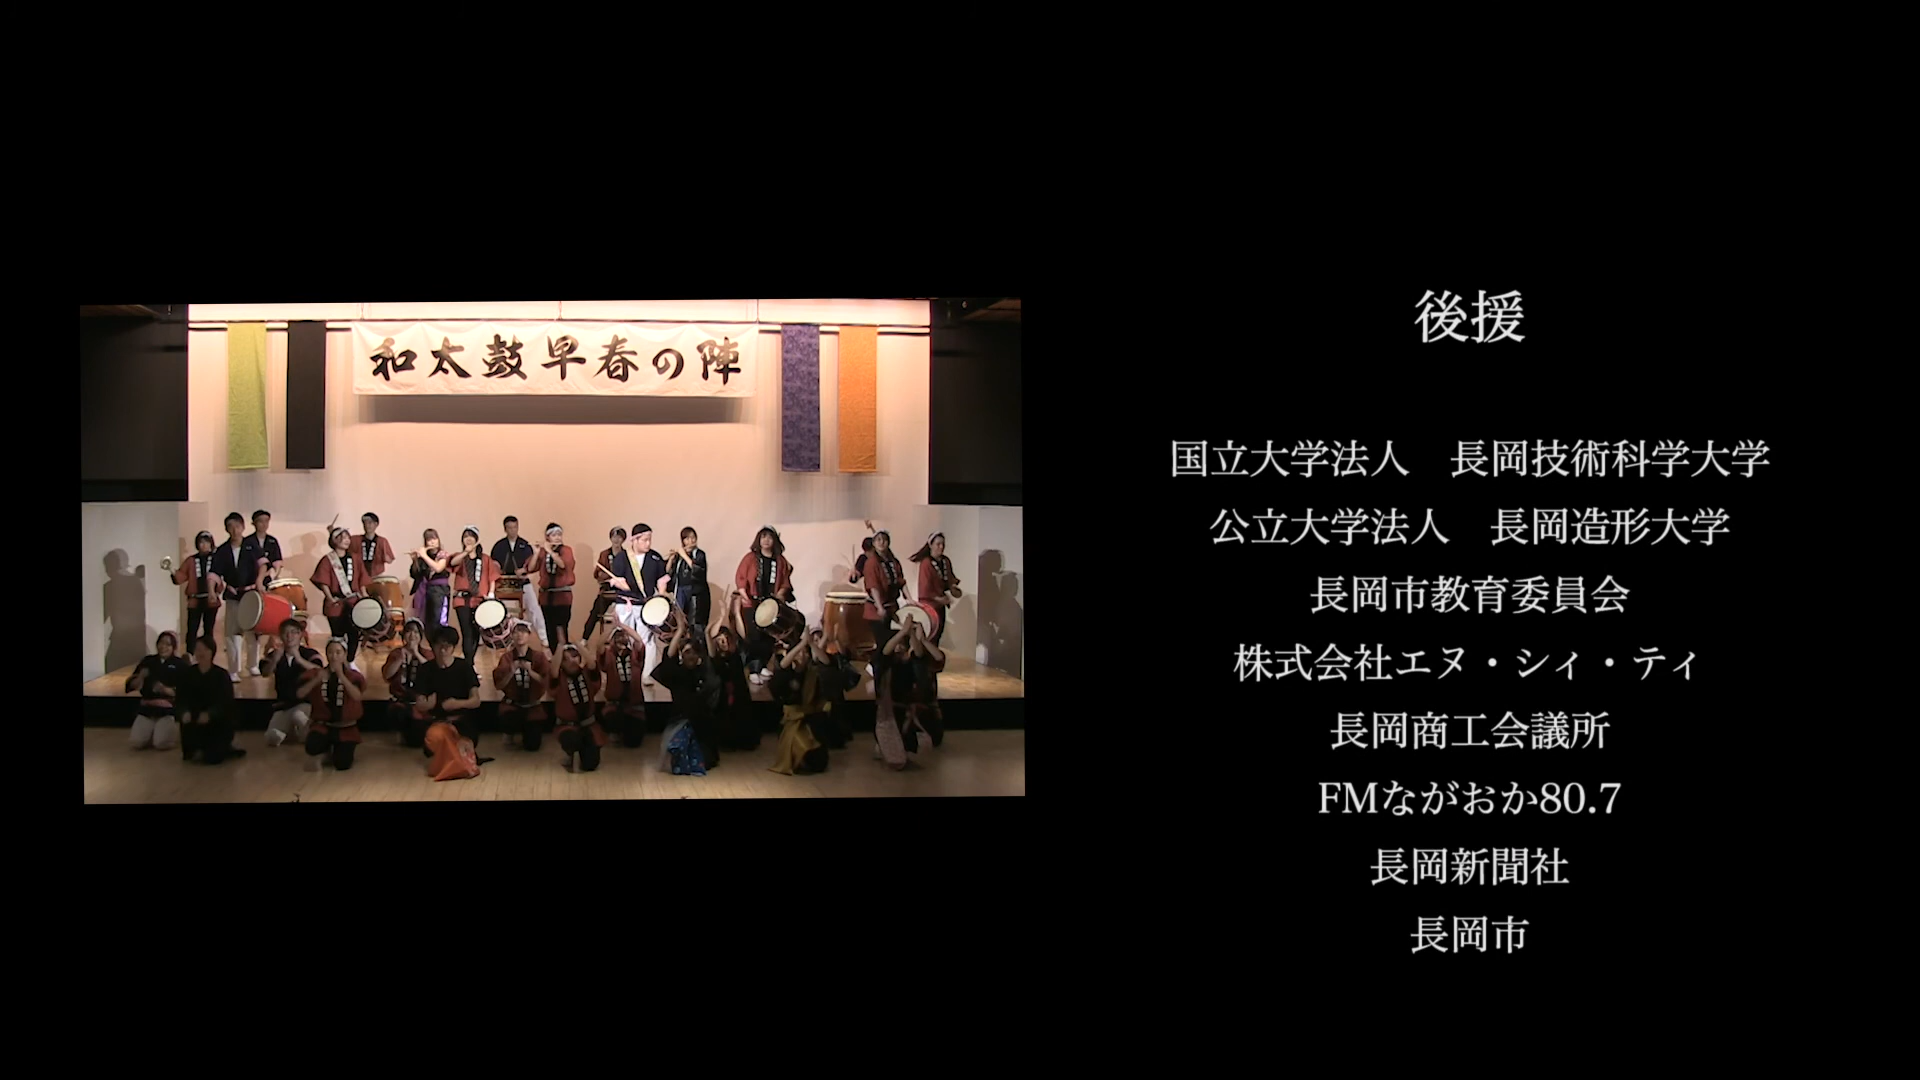 和太鼓早春の陣
後援
国立大学法人　長岡技術科学大学
公立大学法人　長岡造形大学
長岡市教育委員会
株式会社エヌ・シィ・ティ
長岡商工会議所
FMながおか80.7
長岡新聞社
長岡市